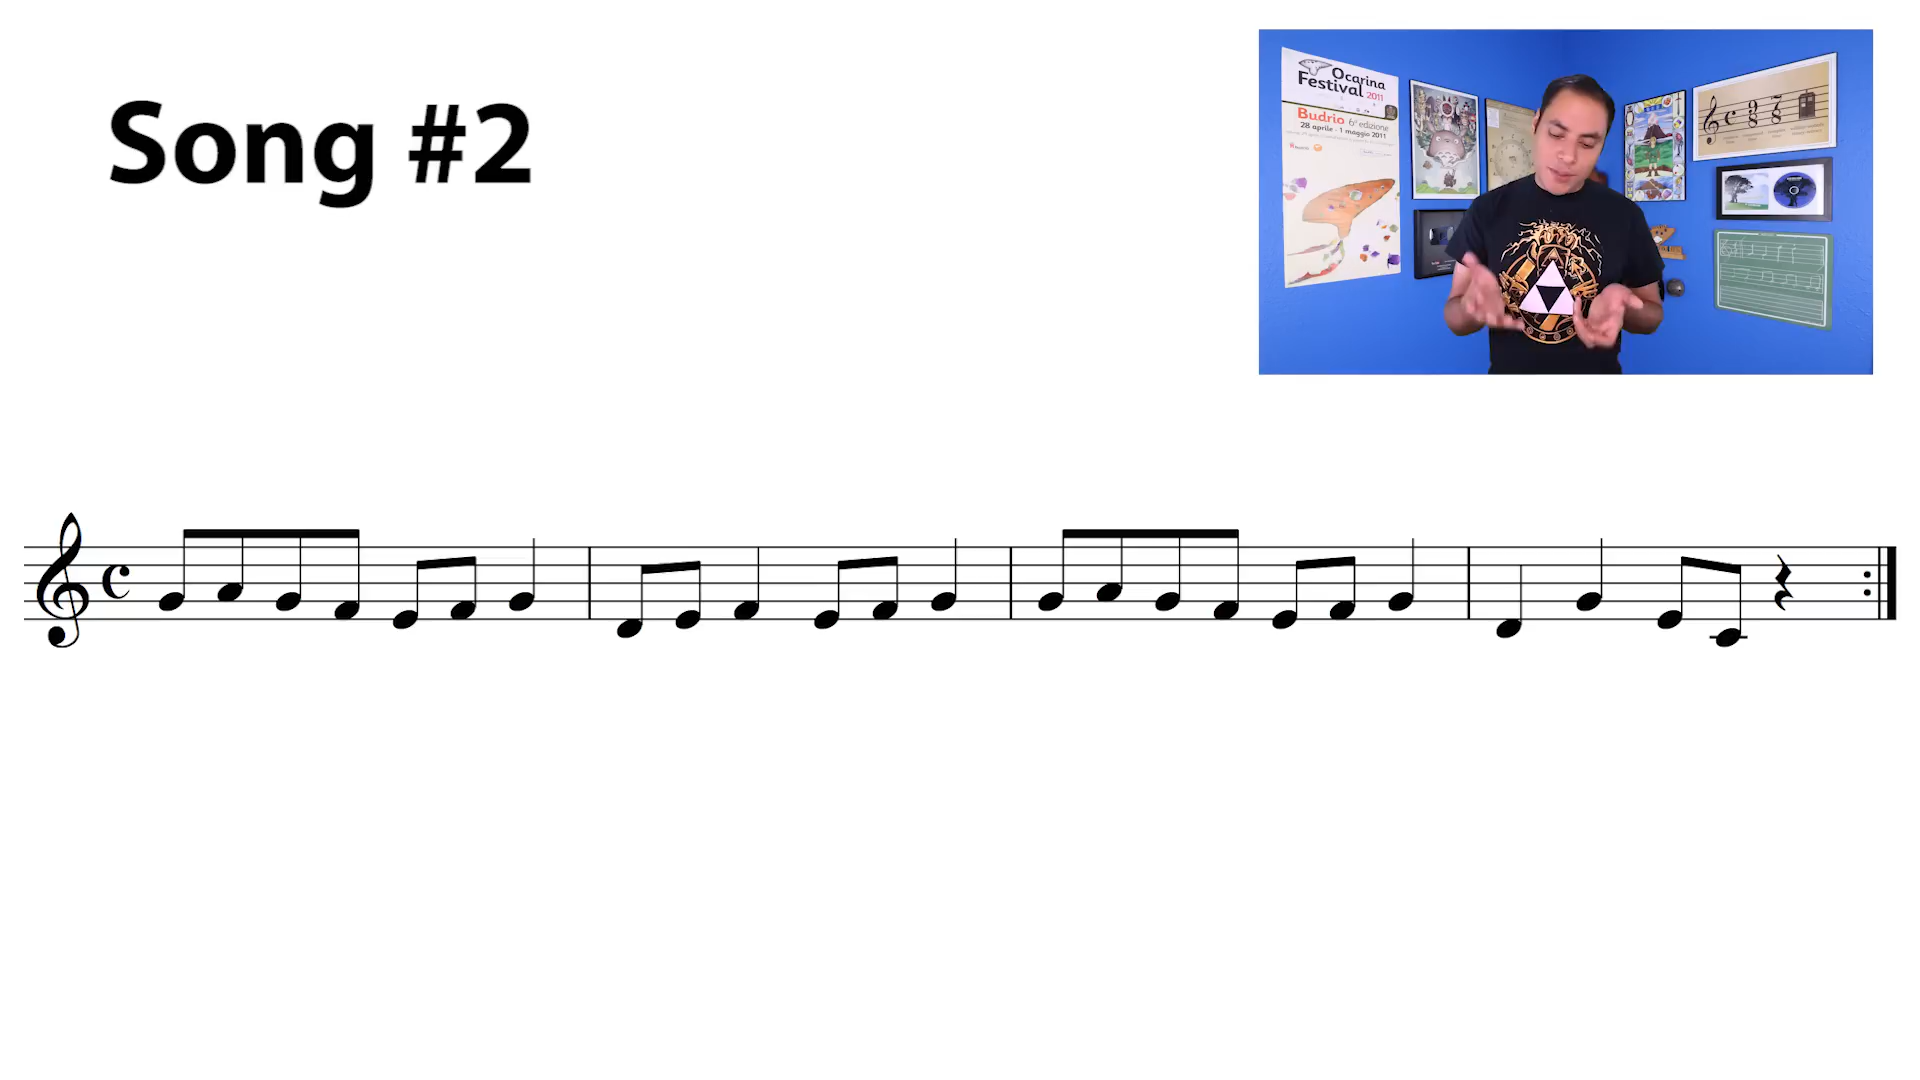 Song #2
Ocarina
Festival 2011
Budrio 6ª edizione
28 aprile - 1 maggio 2011